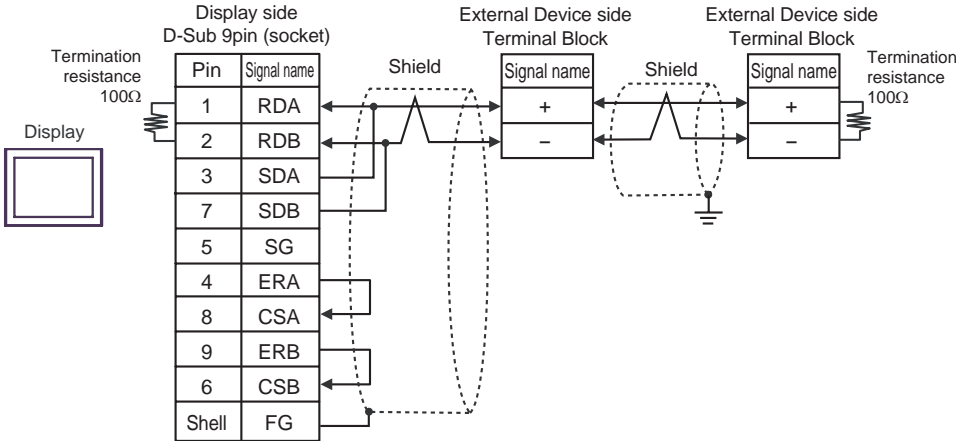 Display side
D-Sub 9pin (socket)
External Device side
Terminal Block
External Device side
Terminal Block
Termination
resistance
100Ω
Display
Pin Signal name
1 RDA
2 RDB
3 SDA
7 SDB
5 SG
4 ERA
8 CSA
9 ERB
6 CSB
Shell FG
Shield
Signal name
+
−
Shield
Signal name
+
−
Termination
resistance
100Ω